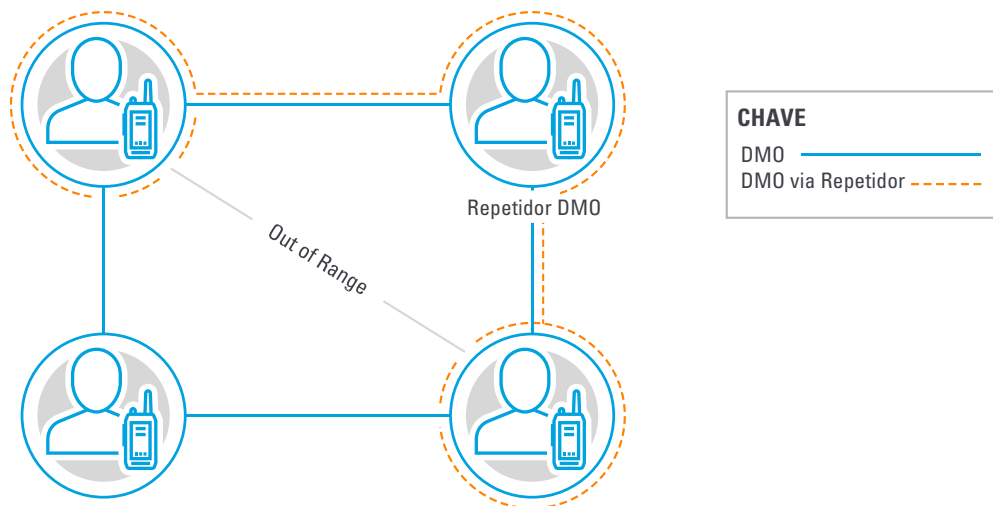 CHAVE
DMO
DMO via Repetidor
Repetidor DMO
Out of Range